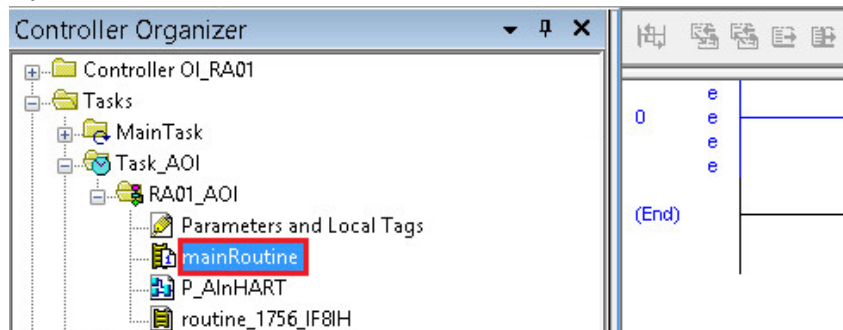 Controller Organizer
Controller OI_RA01
Tasks
MainTask
Task_AOI
RA01_AOI
Parameters and Local Tags
mainRoutine
P_AInHART
routine_1756_IF8IH
e
0 e
e
e
(End)